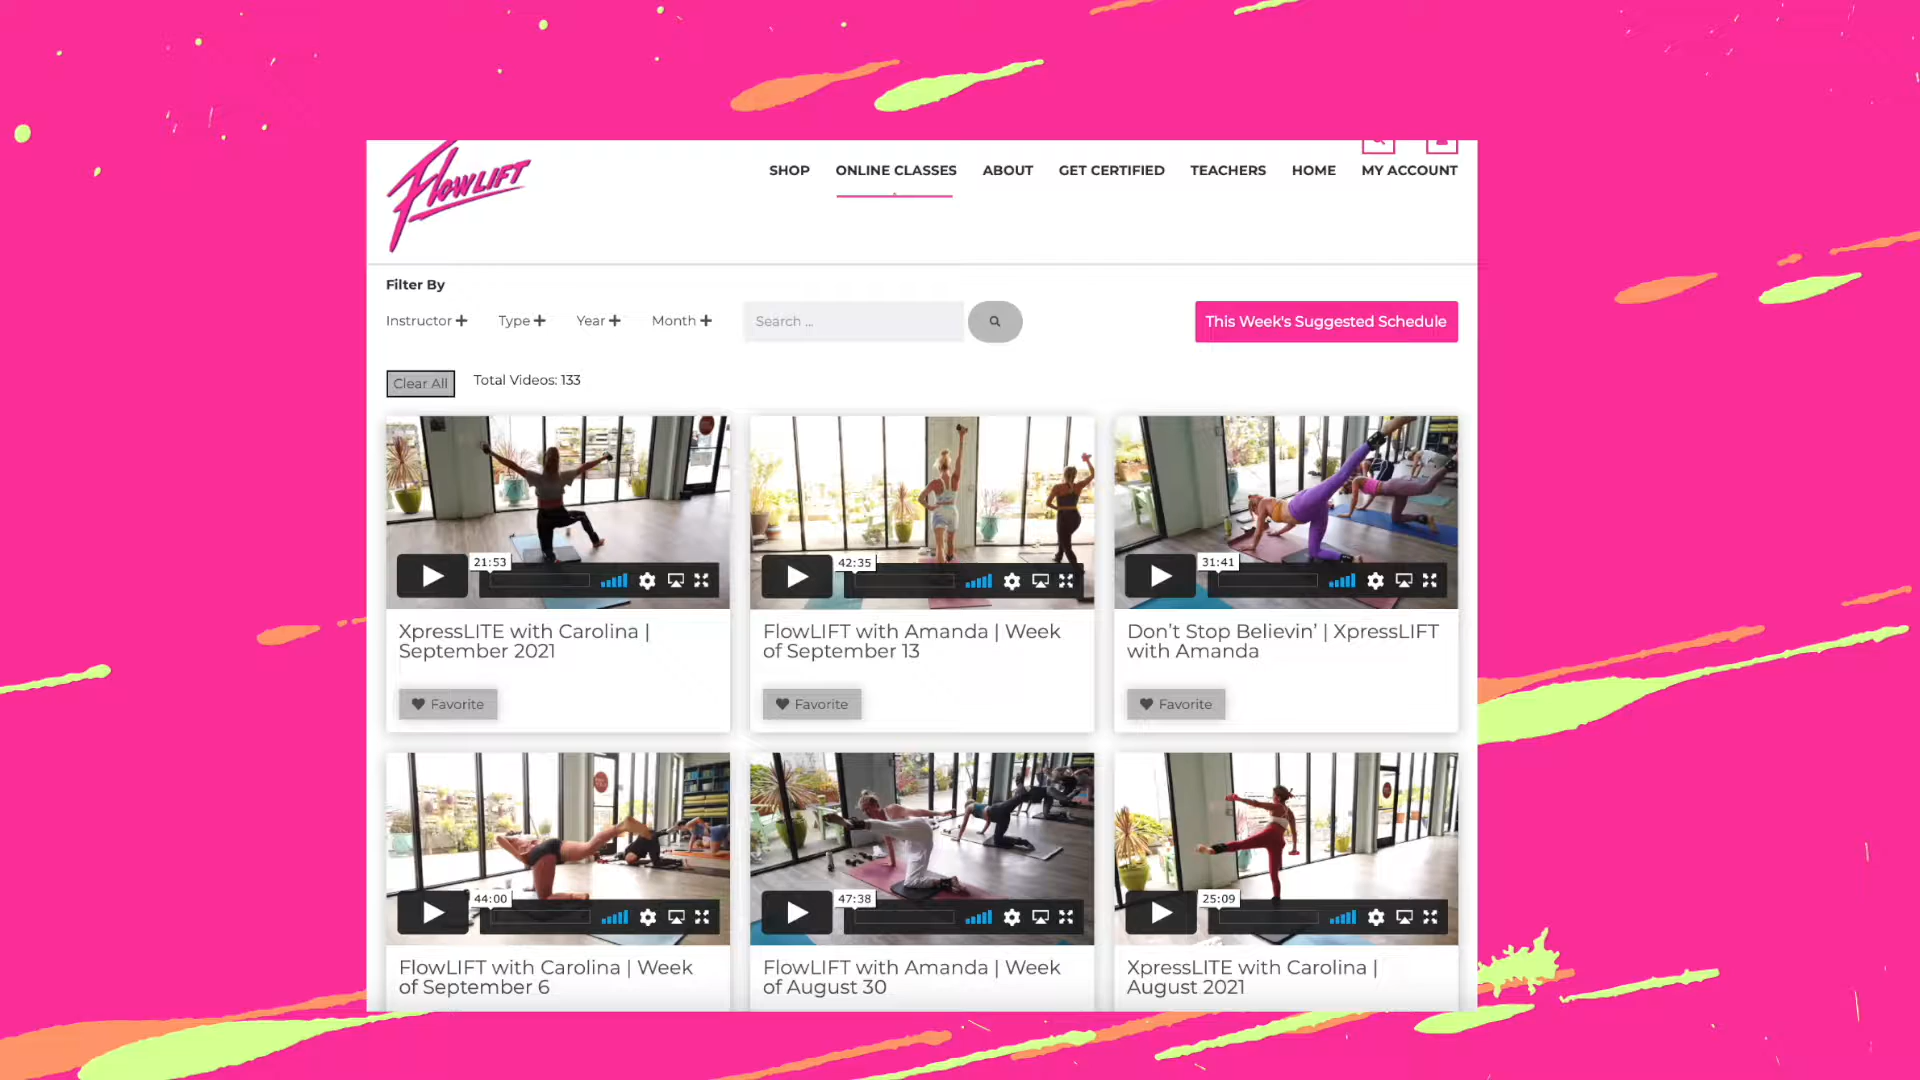 FlowLIFT
SHOP ONLINE CLASSES ABOUT GET CERTIFIED TEACHERS HOME MY ACCOUNT
Filter By
Instructor Type Year Month Search ... This Week's Suggested Schedule
Clear All Total Videos: 133
21:53 42:35 31:41
XpressLITE with Carolina |
September 2021
FlowLIFT with Amanda | Week
of September 13
Don’t Stop Believin’ | XpressLIFT
with Amanda
Favorite Favorite Favorite
44:00 47:38 25:09
FlowLIFT with Carolina | Week
of September 6
FlowLIFT with Amanda | Week
of August 30
XpressLITE with Carolina |
August 2021